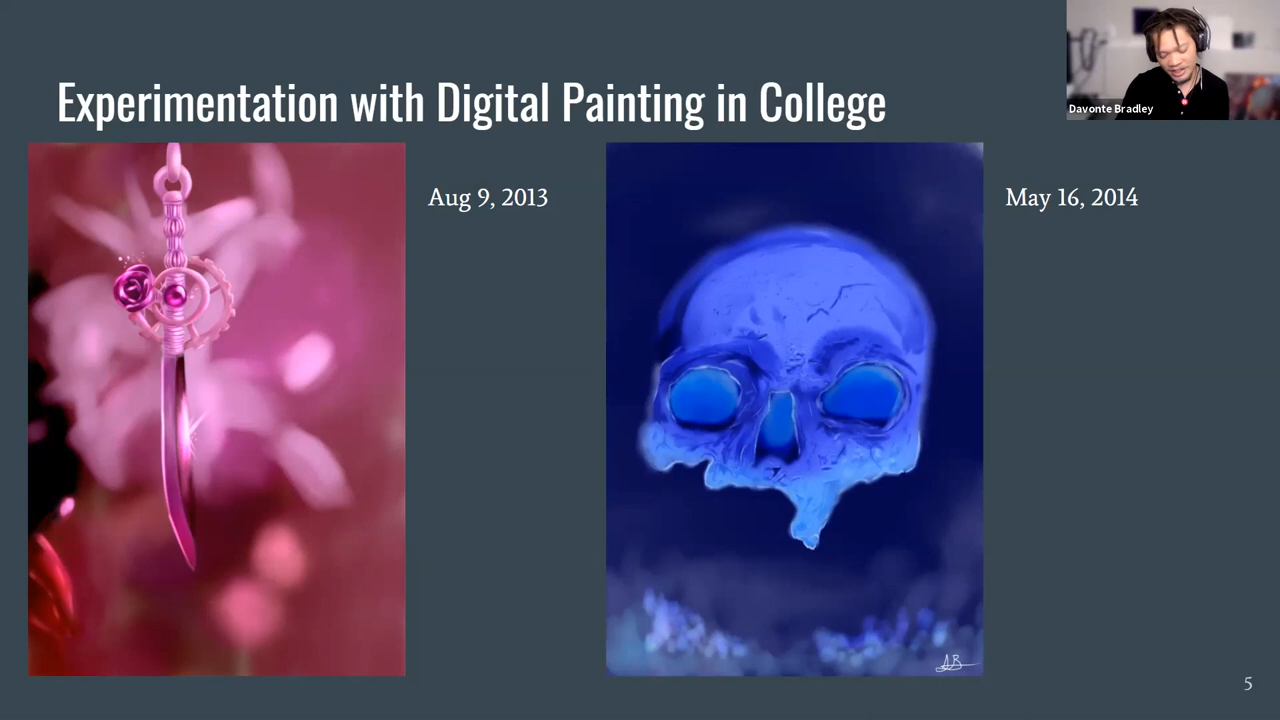 Experimentation with Digital Painting in College
Davonte Bradley
Aug 9, 2013
May 16, 2014
5